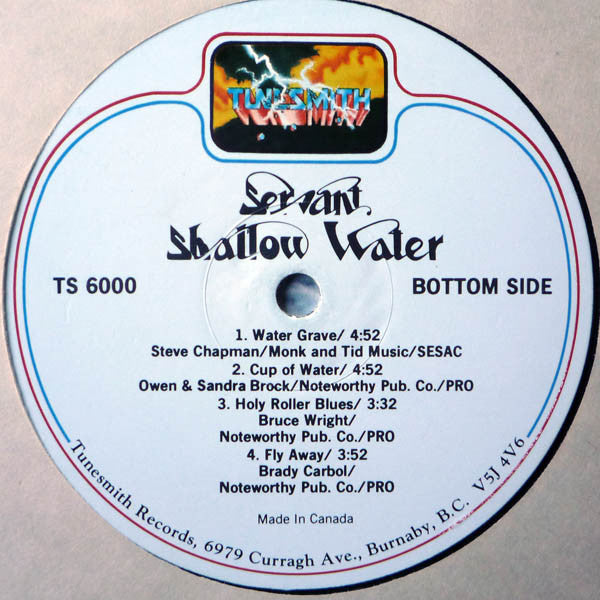 TUNESMITH
Servant
Shallow Water
TS 6000
BOTTOM SIDE
1. Water Grave/ 4:52
Steve Chapman/Monk and Tid Music/SESAC
2. Cup of Water/ 4:52
Owen & Sandra Brock/Noteworthy Pub. Co./PRO
3. Holy Roller Blues/ 3:32
Bruce Wright/
Noteworthy Pub. Co./PRO
4. Fly Away/ 3:52
Brady Carbol/
Noteworthy Pub. Co./PRO
Made In Canada
Tunesmith Records, 6979 Curragh Ave., Burnaby, B.C. V5J 4V6